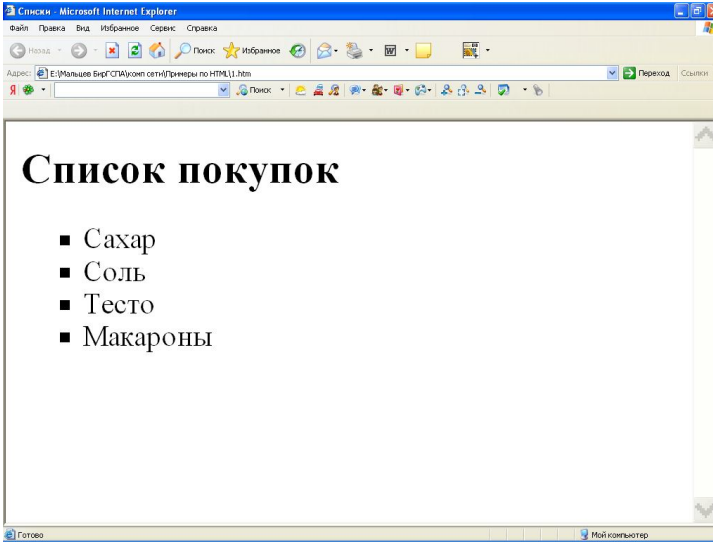 Списки - Microsoft Internet Explorer
Файл Правка Вид Избранное Сервис Справка
Назад Поиск Избранное
Адрес: E:\Мальцев БирГСПА\комп сети\Примеры по HTML\1.htm Переход Ссылки
Я Поиск
Список покупок
Сахар
Соль
Тесто
Макароны
Готово Мой компьютер